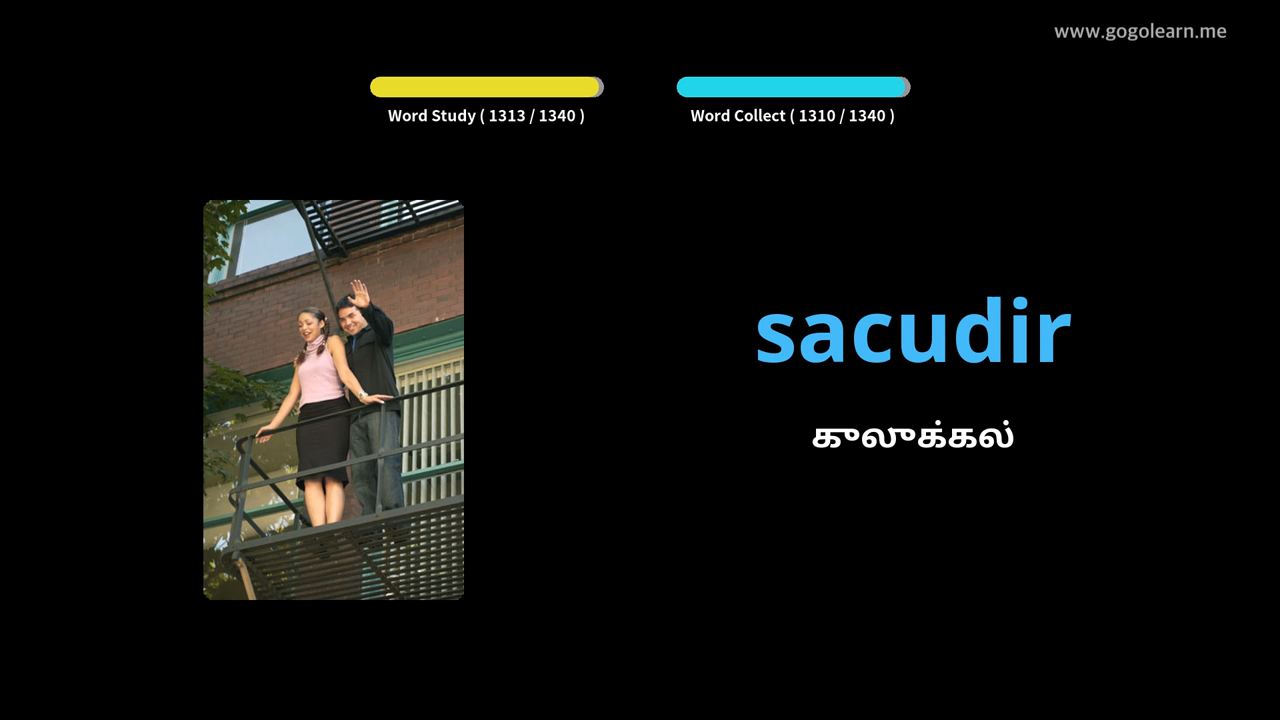 www.gogolearn.me
Word Study ( 1313 / 1340 )
Word Collect ( 1310 / 1340 )
sacudir
குலுக்கல்